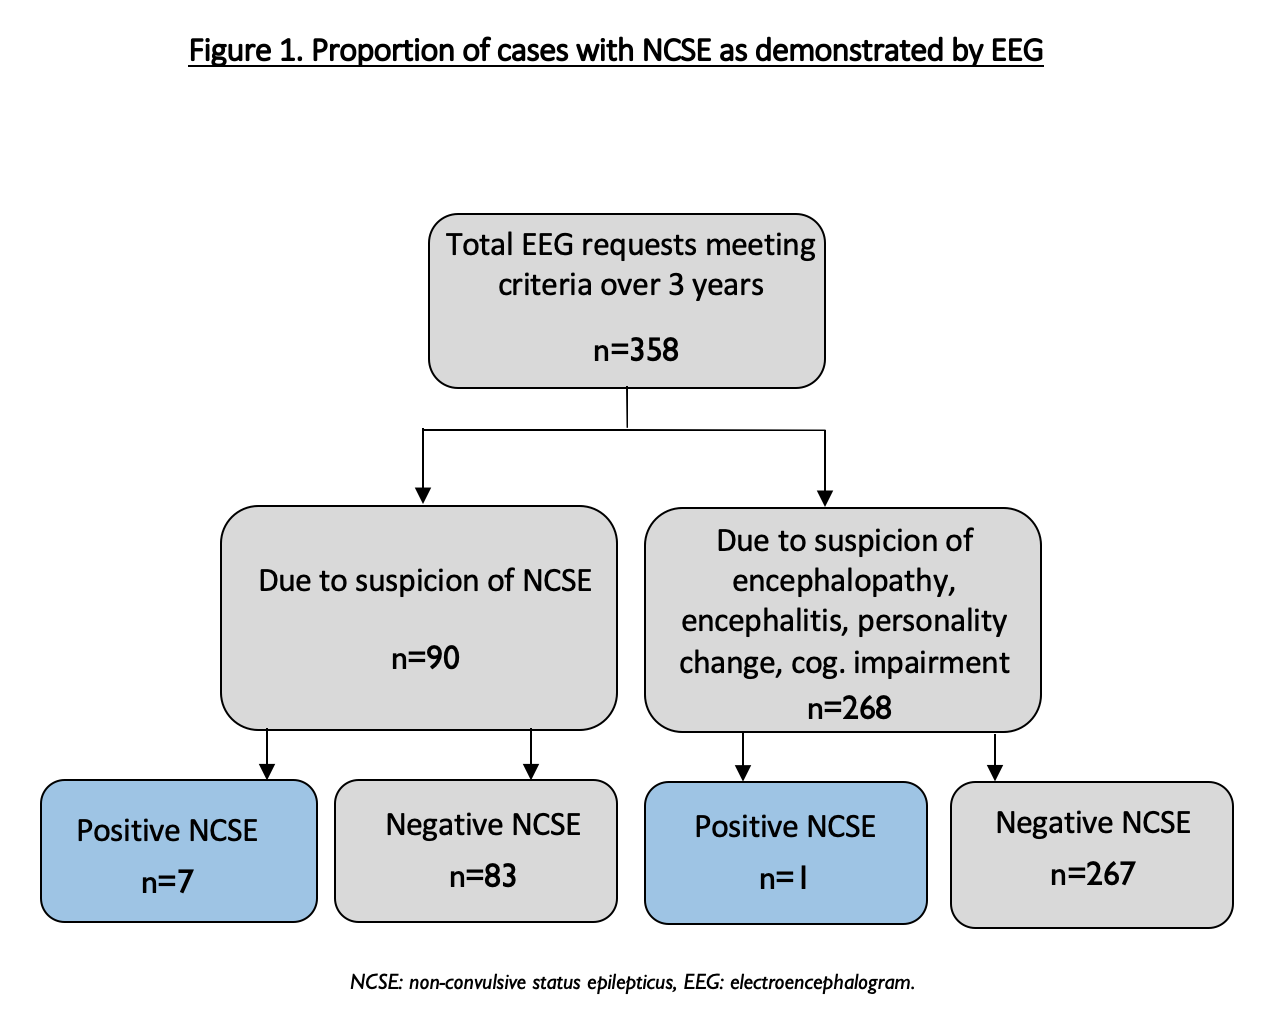 Figure 1. Proportion of cases with NCSE as demonstrated by EEG
Total EEG requests meeting
criteria over 3 years
n=358
Due to suspicion of NCSE
n=90
Due to suspicion of
encephalopathy,
encephalitis, personality
change, cog. impairment
n=268
Positive NCSE
n=7
Negative NCSE
n=83
Positive NCSE
n=1
Negative NCSE
n=267
NCSE: non-convulsive status epilepticus, EEG: electroencephalogram.